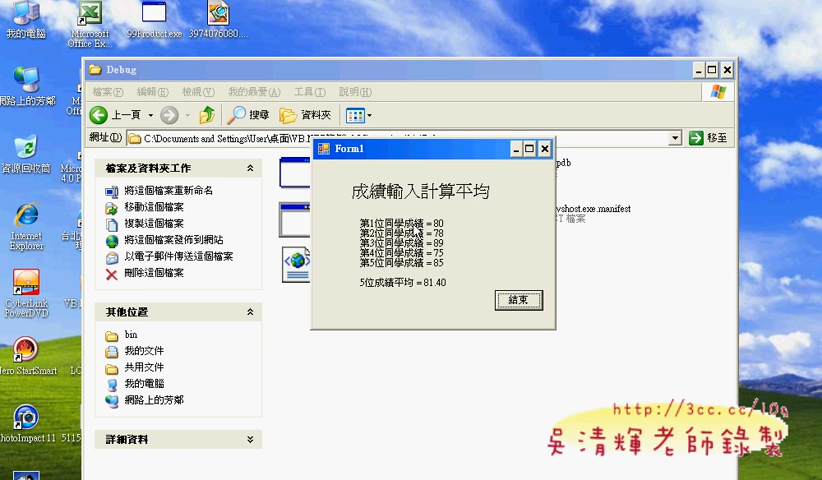 我的電腦
Microsoft
Office Ex...
99Product.exe
3974076080....
網路上的芳鄰
資源回收筒
Internet
Explorer
CyberLink
PowerDVD
Nero StartSmart
PhotoImpact 11
5115
Debug
檔案(F) 編輯(E) 檢視(V) 我的最愛(A) 工具(T) 說明(H)
上一頁 搜尋 資料夾
網址(D) C:\Documents and Settings\User\桌面\VB.NET 移至
檔案及資料夾工作
將這個檔案重新命名
移動這個檔案
複製這個檔案
將這個檔案發佈到網站
以電子郵件傳送這個檔案
刪除這個檔案
其他位置
bin
我的文件
共用文件
我的電腦
網路上的芳鄰
詳細資料
pdb
vshost.exe.manifest
檔案
Form1
成績輸入計算平均
第1位同學成績=80
第2位同學成績=78
第3位同學成績=89
第4位同學成績=75
第5位同學成績=85
5位成績平均=81.40
結束
http://3cc.cc/10a
吳清輝老師錄製